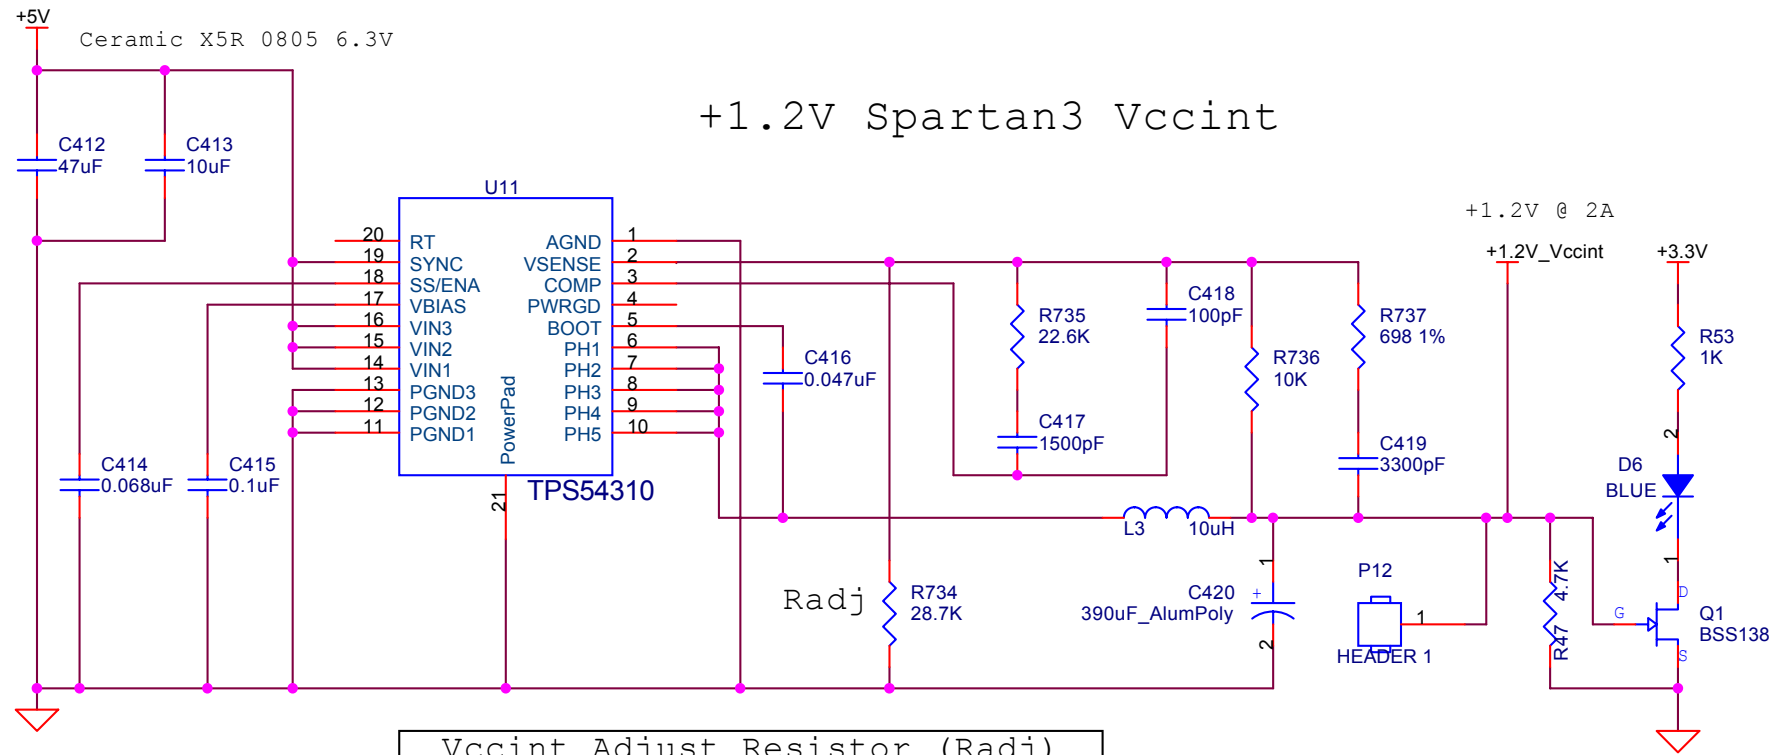 +5V
Ceramic X5R 0805 6.3V
+1.2V Spartan3 Vccint
C412
47uF
C413
10uF
U11
+1.2V @ 2A
+1.2V_Vccint
+3.3V
20 RT
19 SYNC
18 SS/ENA
17 VBIAS
16 VIN3
15 VIN2
14 VIN1
13 PGND3
12 PGND2
11 PGND1
AGND 1
VSENSE 2
COMP 3
PWRGD 4
BOOT 5
PH1 6
PH2 7
PH3 8
PH4 9
PH5 10
PowerPad
21
TPS54310
C414
0.068uF
C415
0.1uF
C416
0.047uF
R735
22.6K
C417
1500pF
C418
100pF
R736
10K
R737
698 1%
C419
3300pF
R53
1K
2
D6
BLUE
1
L3 10uH
Radj
R734
28.7K
1
C420
390uF_AlumPoly
+
2
P12
1
HEADER 1
4.7K
R47
D
G
S
Q1
BSS138
Vccint Adjust Resistor (Radj)